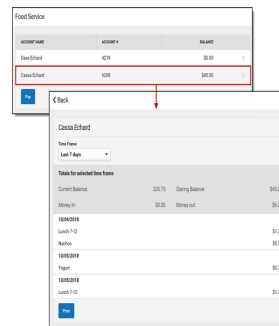 Food Service
ACCOUNT NAME ACCOUNT # BALANCE
Dave Echard 4219 $0.00
Cassa Echard 6209 $45.00
Pay
Back
Cassa Echard
Time Frame
Last 7 days
Totals for selected time frame
Current Balance: $35.75 Staring Balance:
Money In: $0.00 Money out:
10/04/2018
Lunch 7-12
Nachos
10/05/2018
Yogurt
10/05/2018
Lunch 7-12
Print